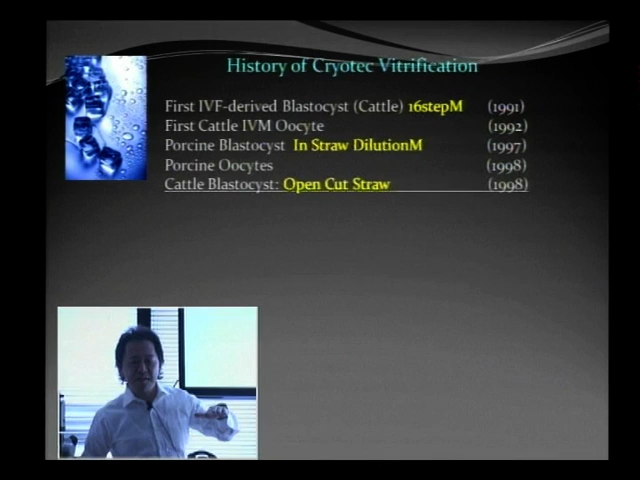 History of Cryotec Vitrification
First IVF-derived Blastocyst (Cattle) 16stepM (1991)
First Cattle IVM Oocyte (1992)
Porcine Blastocyst In Straw DilutionM (1997)
Porcine Oocytes (1998)
Cattle Blastocyst: Open Cut Straw (1998)